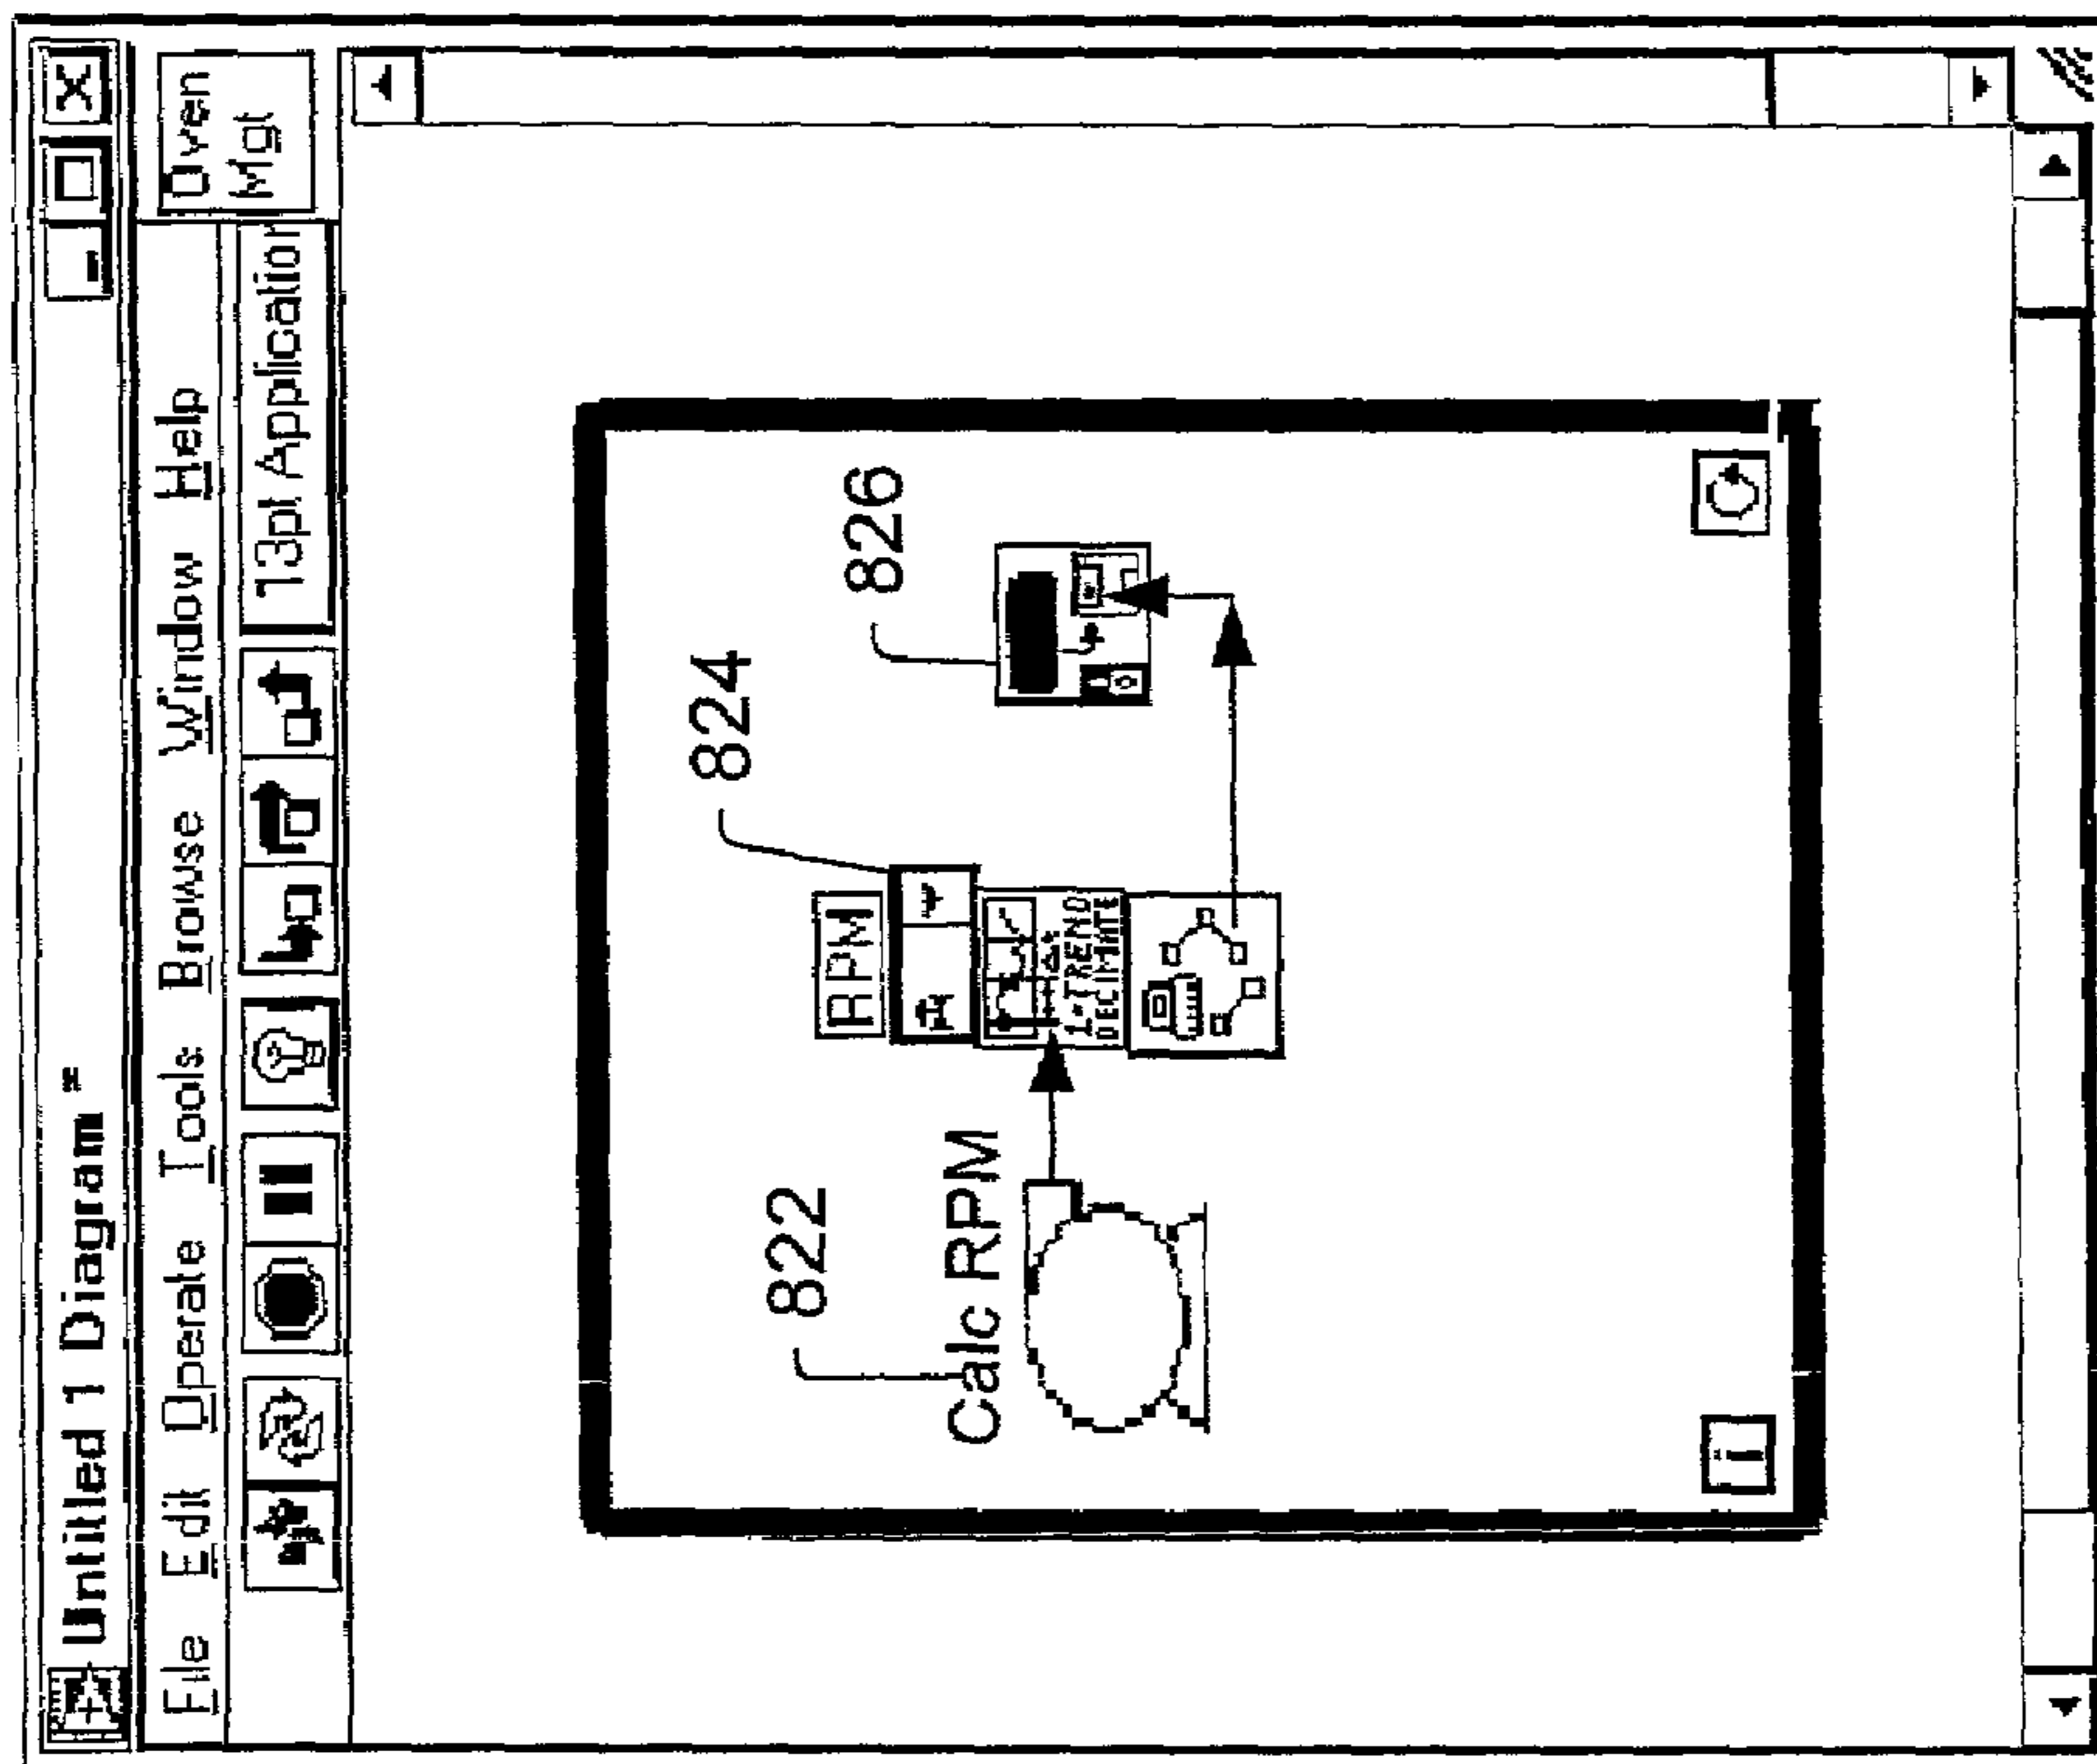 Untitled 1 Diagram *
File Edit Operate Tools Browse Window Help
13pt Application
Oven
Mgt
822
824
826
Calc RPM
RPM
1-TREND
DECIMATE
i